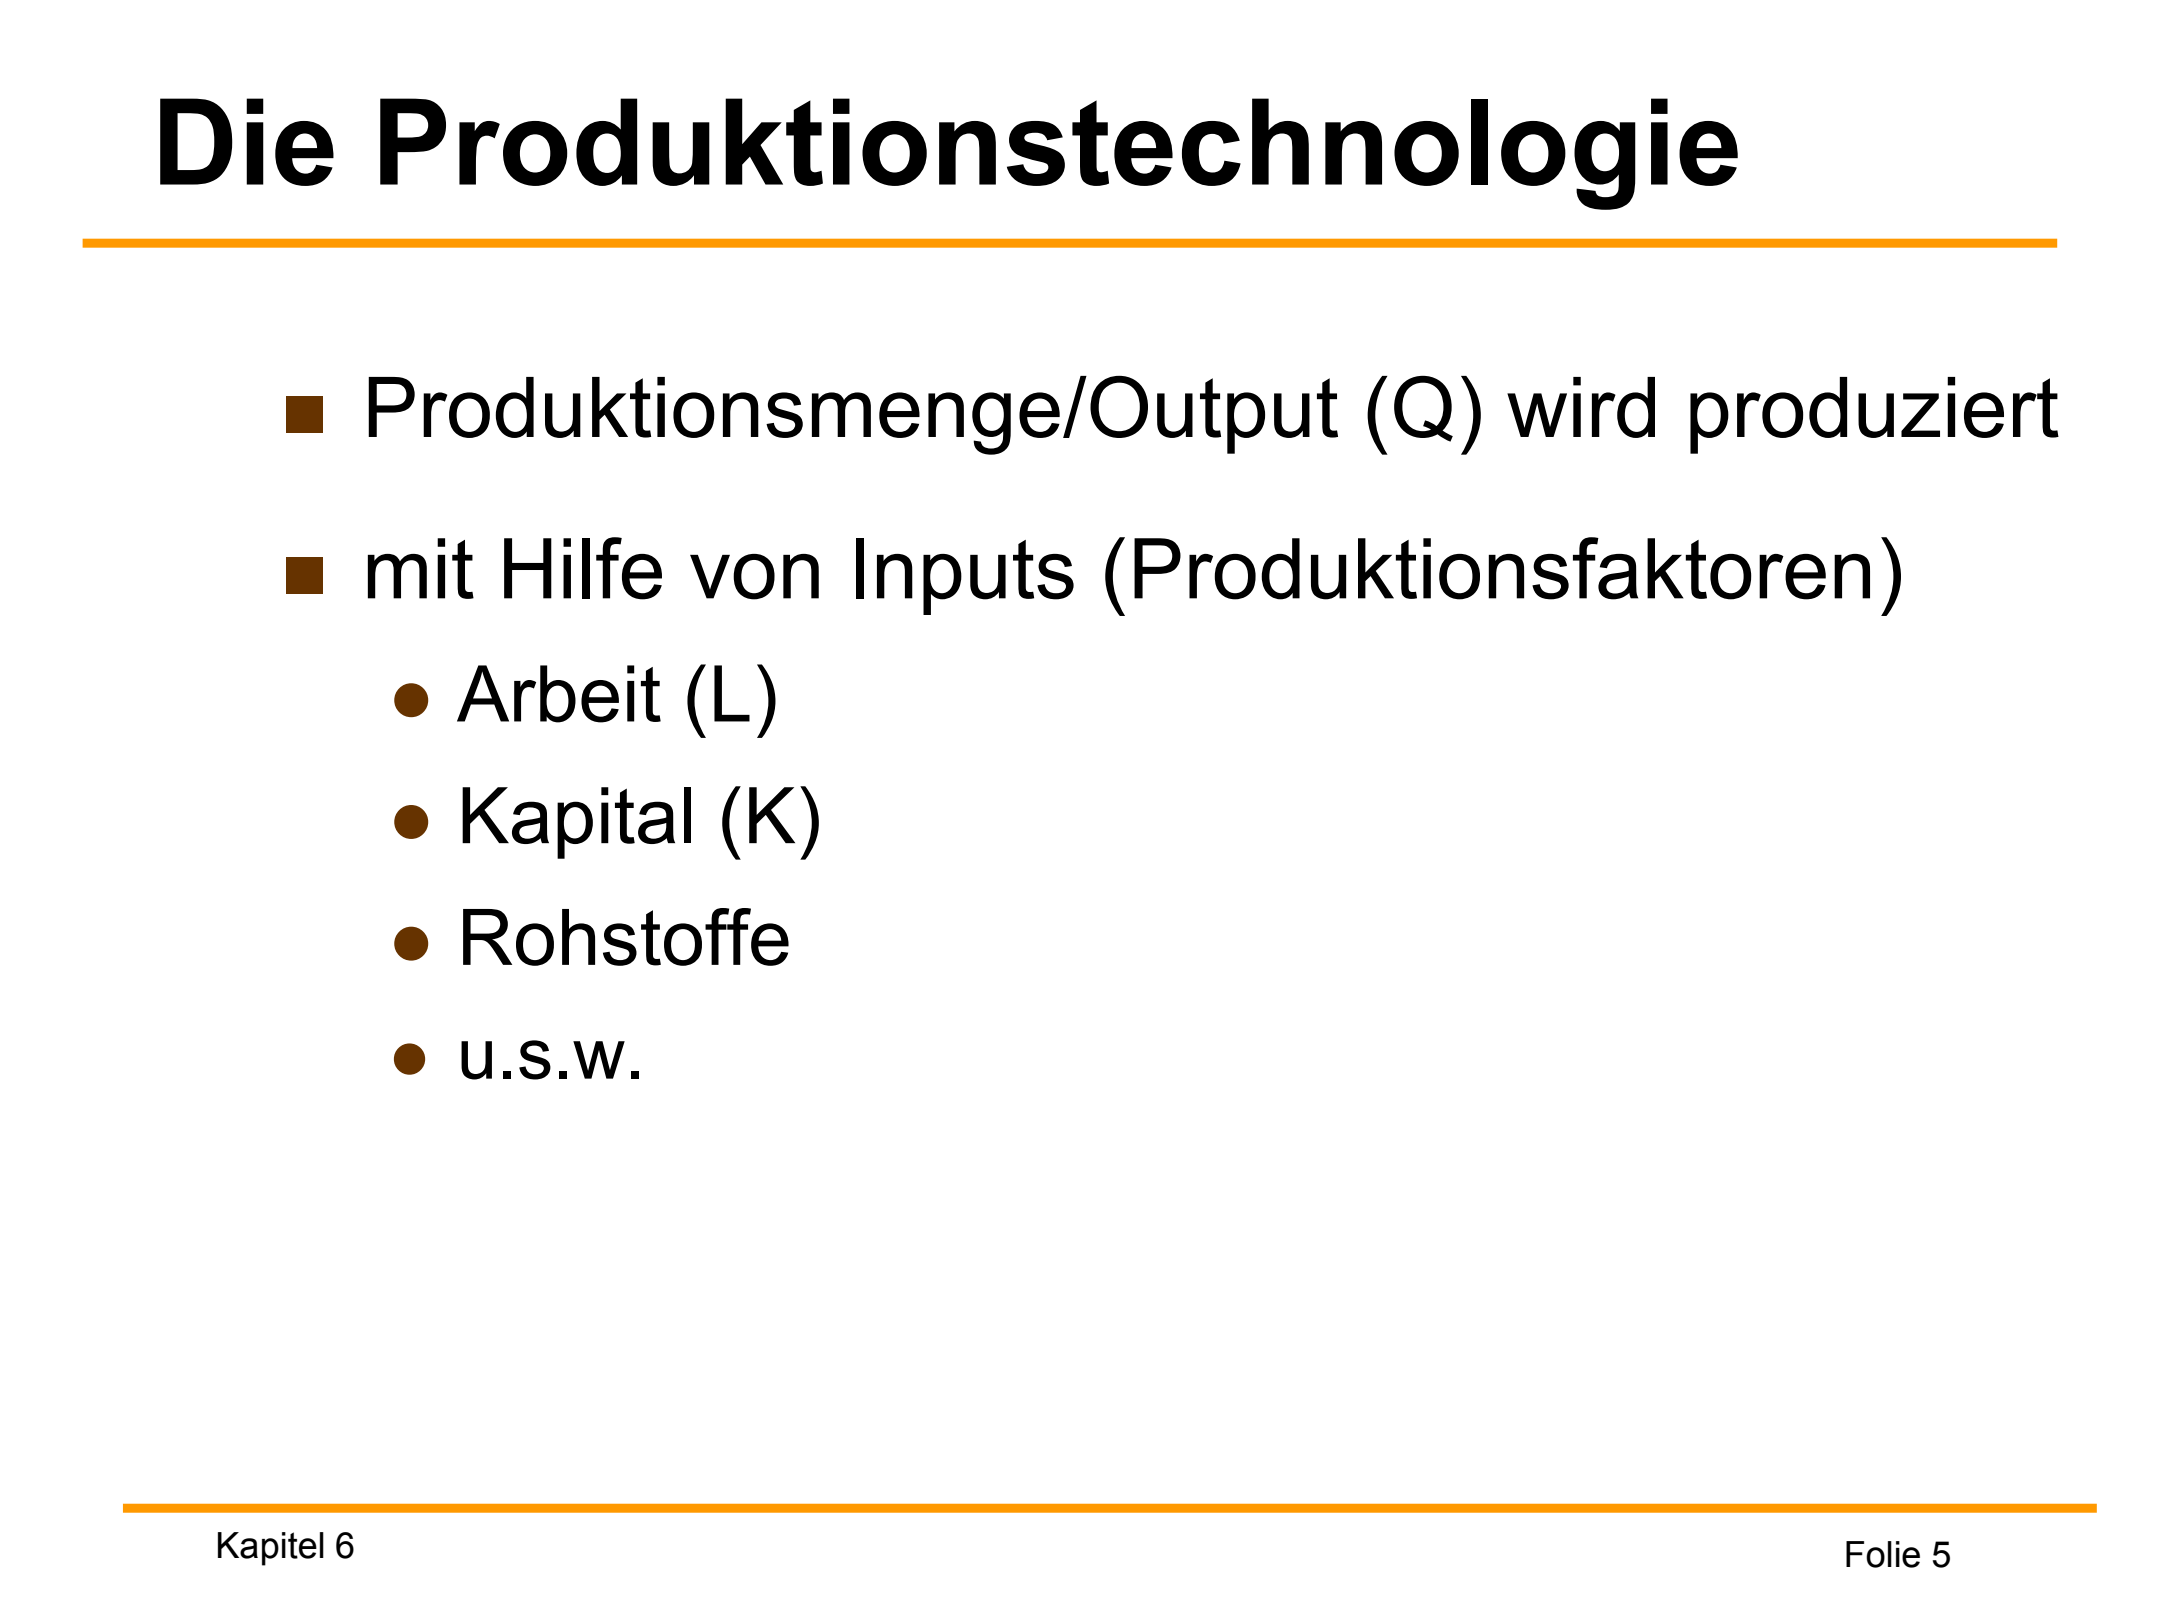 Die Produktionstechnologie
Produktionsmenge/Output (Q) wird produziert
mit Hilfe von Inputs (Produktionsfaktoren)
Arbeit (L)
Kapital (K)
Rohstoffe
u.s.w.
Kapitel 6
Folie 5